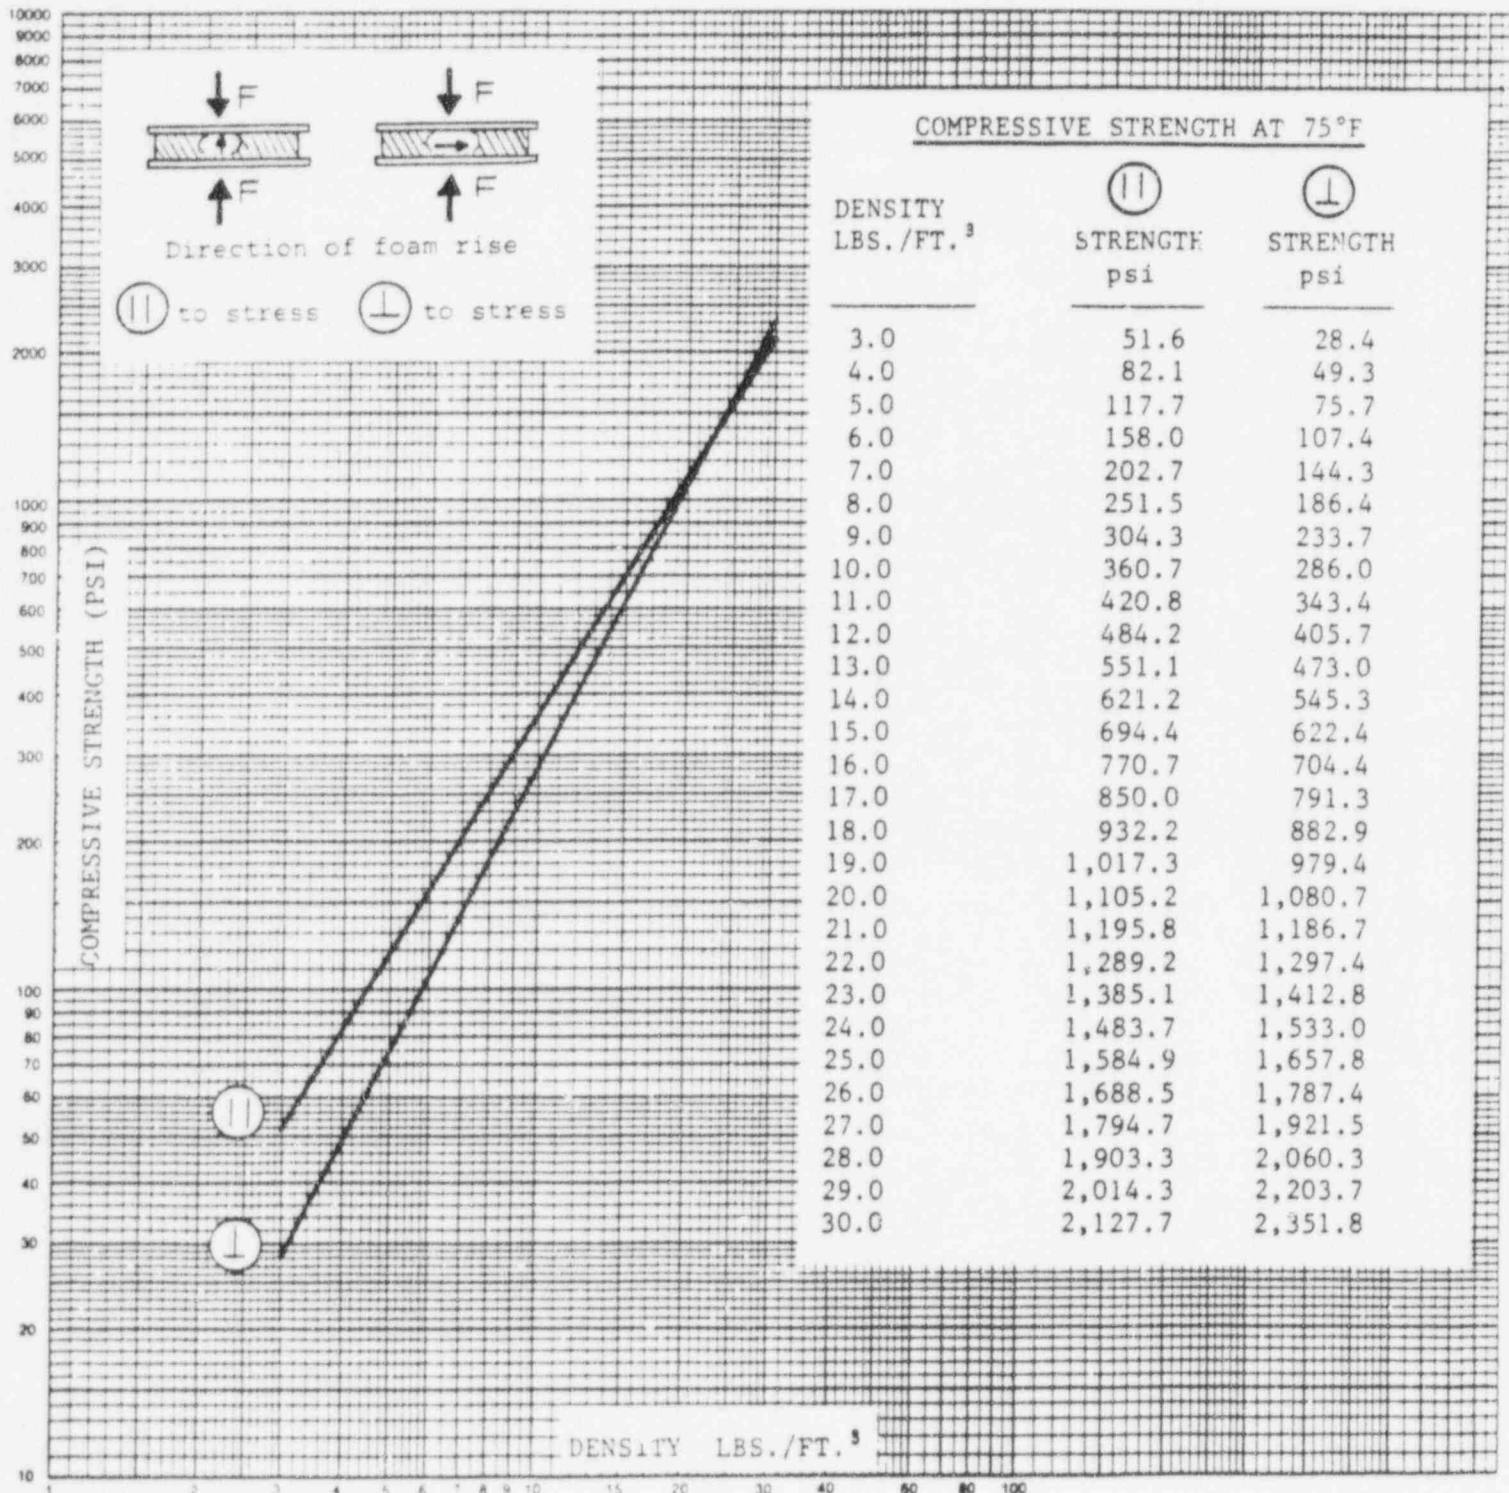 10000
9000
8000
7000
6000
5000
4000
3000
2000
1000
900
800
700
600
500
400
300
200
100
90
80
70
60
50
40
30
20
10
COMPRESSIVE STRENGTH (PSI)
F F
F F
Direction of foam rise
|| to stress ⊥ to stress
||
⊥
COMPRESSIVE STRENGTH AT 75°F
|| ⊥
DENSITY
LBS./FT.³ STRENGTH STRENGTH
psi psi
3.0 51.6 28.4
4.0 82.1 49.3
5.0 117.7 75.7
6.0 158.0 107.4
7.0 202.7 144.3
8.0 251.5 186.4
9.0 304.3 233.7
10.0 360.7 286.0
11.0 420.8 343.4
12.0 484.2 405.7
13.0 551.1 473.0
14.0 621.2 545.3
15.0 694.4 622.4
16.0 770.7 704.4
17.0 850.0 791.3
18.0 932.2 882.9
19.0 1,017.3 979.4
20.0 1,105.2 1,080.7
21.0 1,195.8 1,186.7
22.0 1,289.2 1,297.4
23.0 1,385.1 1,412.8
24.0 1,483.7 1,533.0
25.0 1,584.9 1,657.8
26.0 1,688.5 1,787.4
27.0 1,794.7 1,921.5
28.0 1,903.3 2,060.3
29.0 2,014.3 2,203.7
30.0 2,127.7 2,351.8
DENSITY LBS./FT.³
1 2 3 4 5 6 7 8 9 10 15 20 30 40 60 80 100